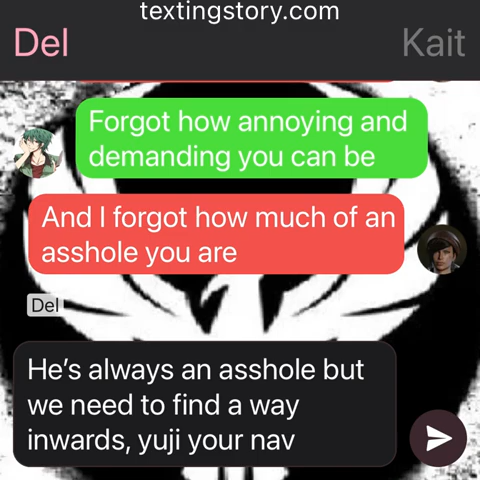 textingstory.com
Del
Kait
Forgot how annoying and
demanding you can be
And I forgot how much of an
asshole you are
Del
He's always an asshole but
we need to find a way
inwards, yuji your nav